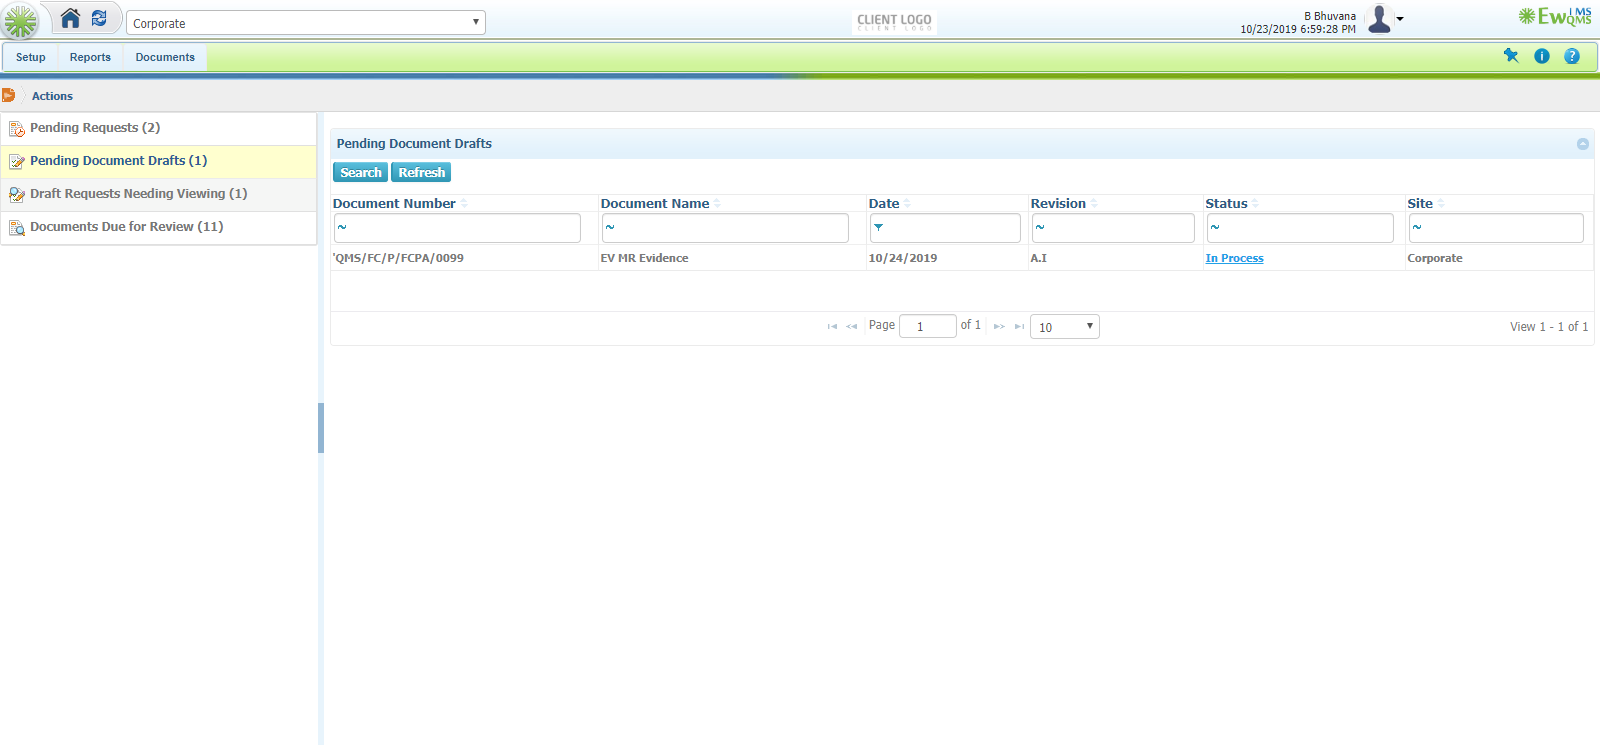 Corporate
CLIENT LOGO
CLIENT LOGO
B Bhuvana
10/23/2019 6:59:28 PM
EwQMS
IMS
Setup Reports Documents
Actions
Pending Requests (2)
Pending Document Drafts (1)
Draft Requests Needing Viewing (1)
Documents Due for Review (11)
Pending Document Drafts
Search Refresh
Document Number Document Name Date Revision Status Site
~ ~ ~ ~ ~
'QMS/FC/P/FCPA/0099 EV MR Evidence 10/24/2019 A.I In Process Corporate
Page 1 of 1 10 View 1 - 1 of 1